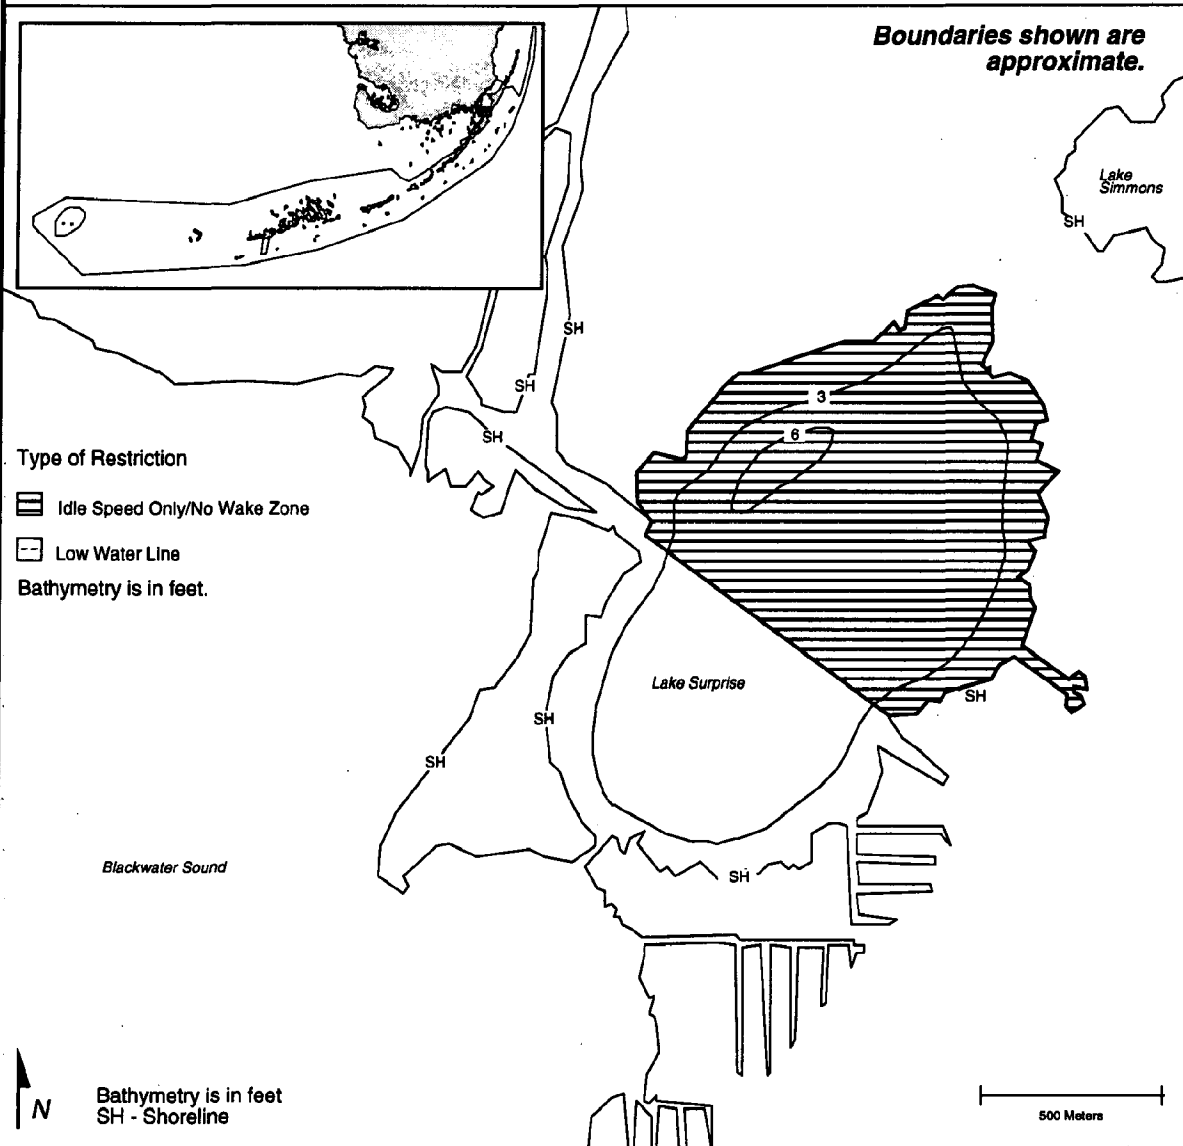 Boundaries shown are
approximate.
Lake
Simmons
SH
SH
SH
SH
3
6
Type of Restriction
Idle Speed Only/No Wake Zone
Low Water Line
Bathymetry is in feet.
Lake Surprise
SH
SH
SH
Blackwater Sound
SH
N
Bathymetry is in feet
SH - Shoreline
500 Meters